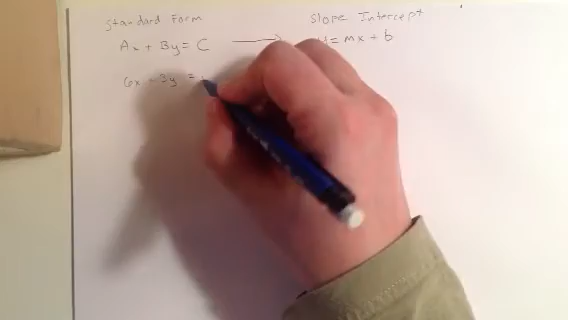 Standard Form
Slope Intercept
Ax + By = C
y = mx + b
6x - 3y =